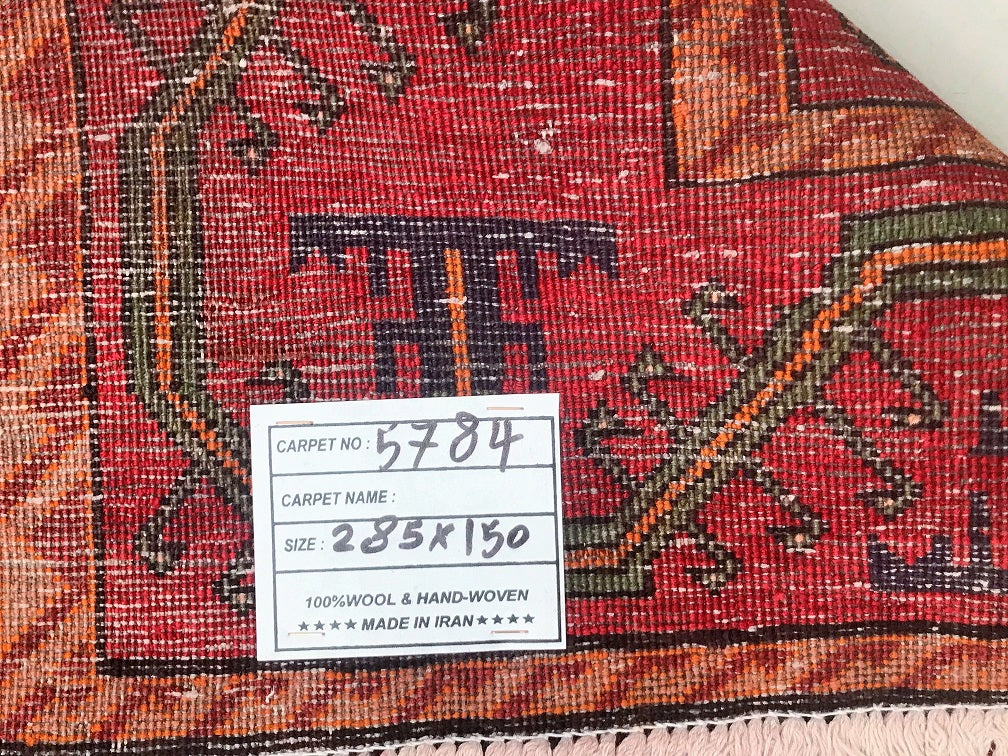 CARPET NO : 5784
CARPET NAME :
SIZE : 285x150
100%WOOL & HAND-WOVEN
★★★★ MADE IN IRAN ★★★★